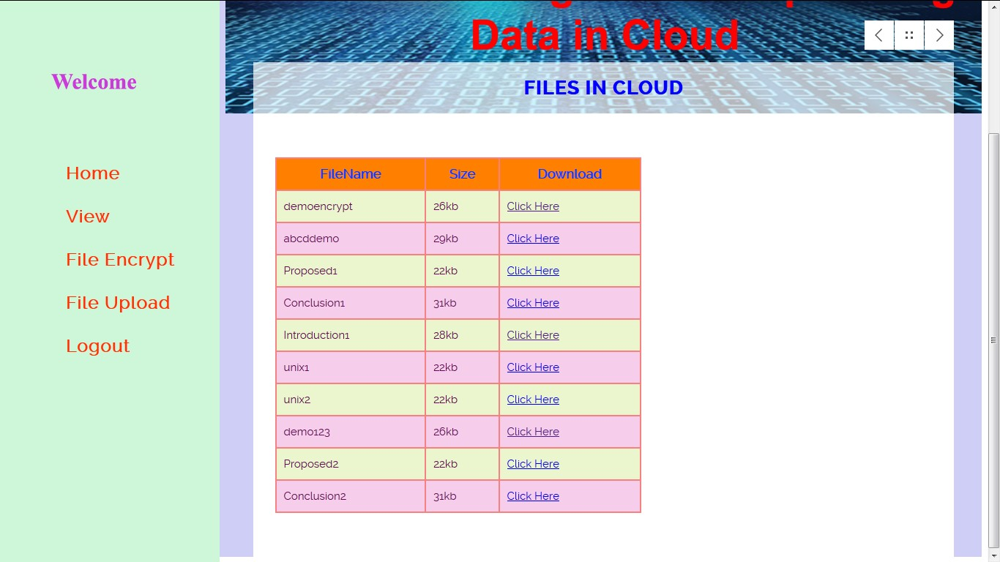 Data in Cloud
Welcome
FILES IN CLOUD
Home
View
File Encrypt
File Upload
Logout
FileName Size Download
demoencrypt 26kb Click Here
abcddemo 29kb Click Here
Proposed1 22kb Click Here
Conclusion1 31kb Click Here
Introduction1 28kb Click Here
unix1 22kb Click Here
unix2 22kb Click Here
demo123 26kb Click Here
Proposed2 22kb Click Here
Conclusion2 31kb Click Here